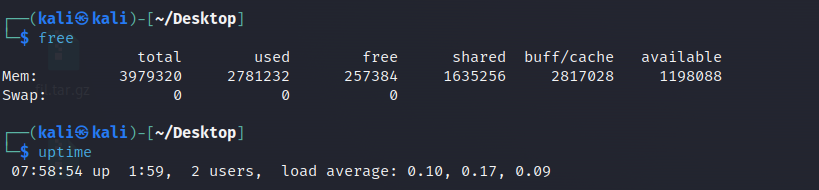 ┌──(kali㉿kali)-[~/Desktop]
└─$ free
total used free shared buff/cache available
Mem: 3979320 2781232 257384 1635256 2817028 1198088
Swap: 0 0 0
┌──(kali㉿kali)-[~/Desktop]
└─$ uptime
07:58:54 up 1:59, 2 users, load average: 0.10, 0.17, 0.09